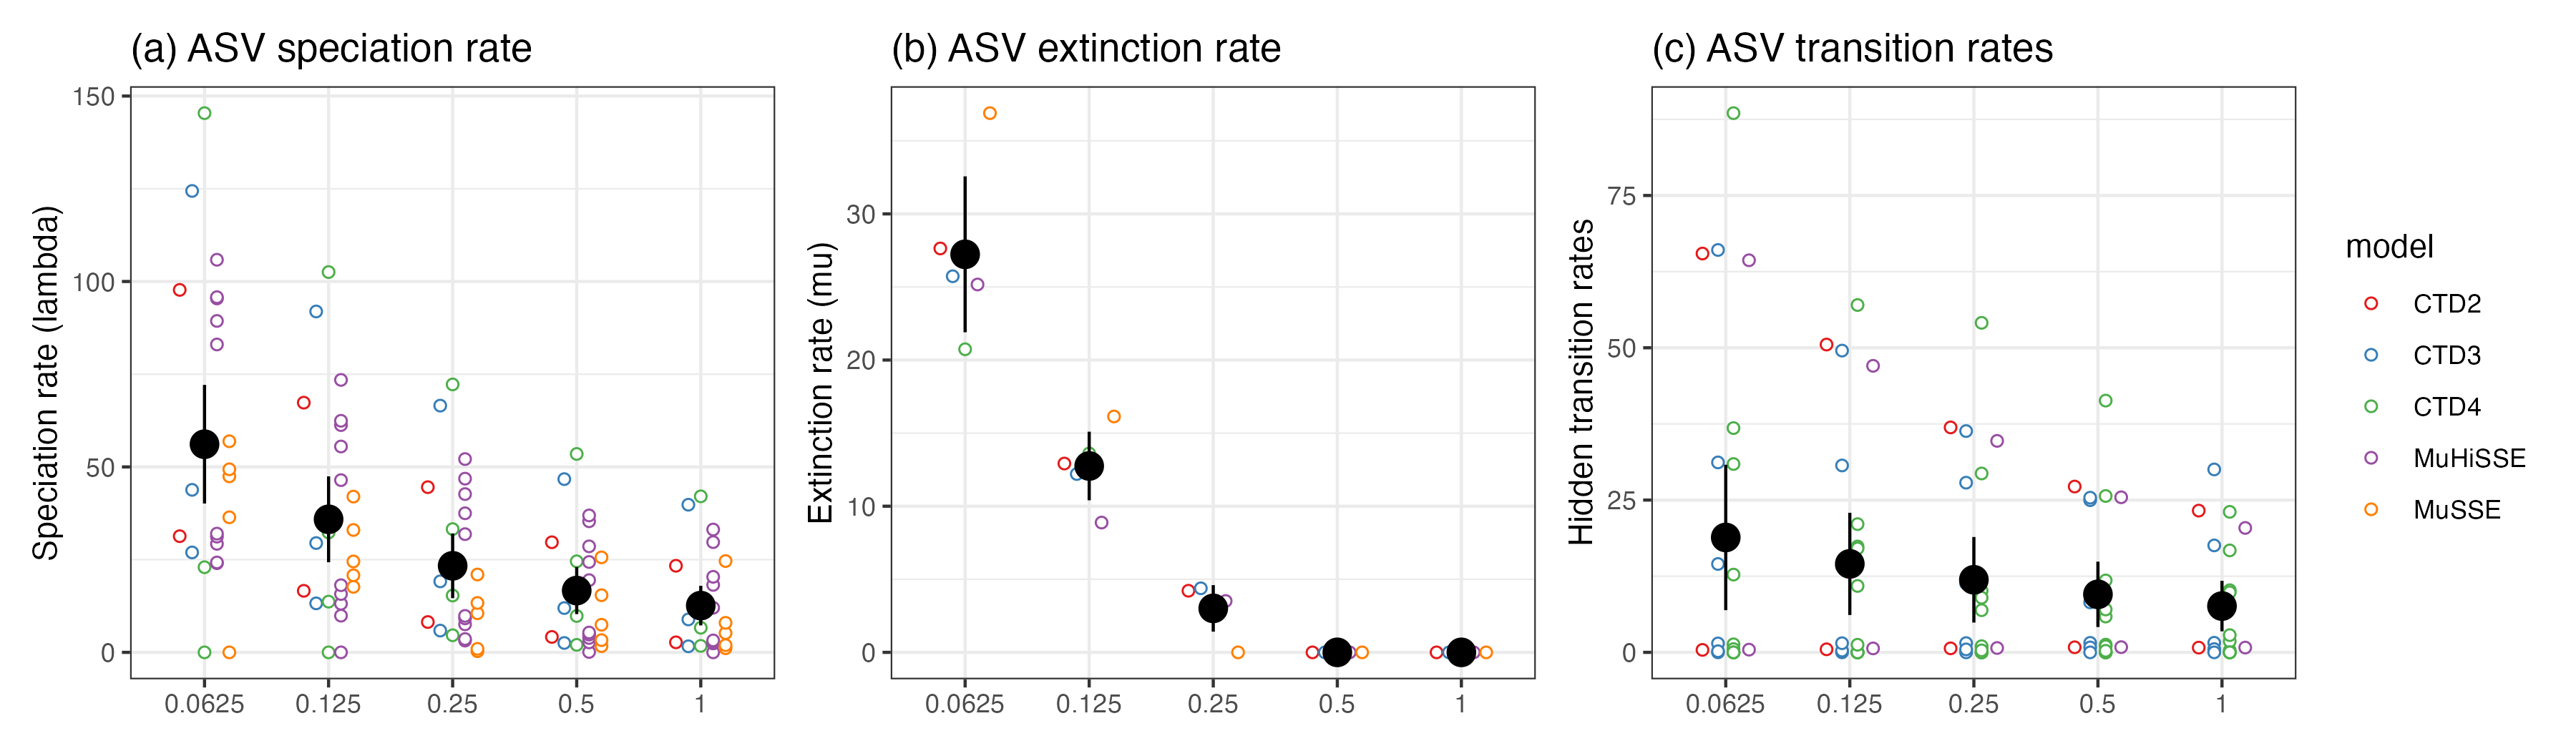 (a) ASV speciation rate
Speciation rate (lambda)
150
100
50
0
0.0625 0.125 0.25 0.5 1
(b) ASV extinction rate
Extinction rate (mu)
30
20
10
0
0.0625 0.125 0.25 0.5 1
(c) ASV transition rates
Hidden transition rates
75
50
25
0
0.0625 0.125 0.25 0.5 1
model
CTD2
CTD3
CTD4
MuHiSSE
MuSSE